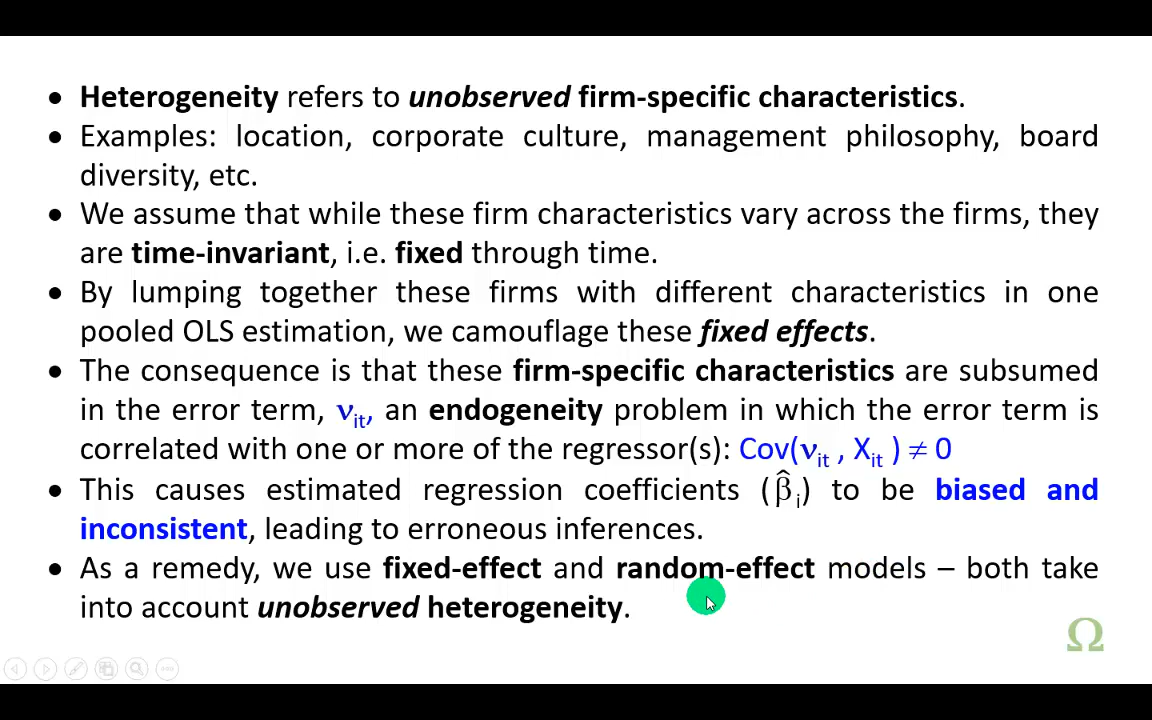 • Heterogeneity refers to unobserved firm-specific characteristics.
• Examples: location, corporate culture, management philosophy, board
diversity, etc.
• We assume that while these firm characteristics vary across the firms, they
are time-invariant, i.e. fixed through time.
• By lumping together these firms with different characteristics in one
pooled OLS estimation, we camouflage these fixed effects.
• The consequence is that these firm-specific characteristics are subsumed
in the error term, νit, an endogeneity problem in which the error term is
correlated with one or more of the regressor(s): Cov(νit , Xit ) ≠ 0
• This causes estimated regression coefficients (β̂i) to be biased and
inconsistent, leading to erroneous inferences.
• As a remedy, we use fixed-effect and random-effect models – both take
into account unobserved heterogeneity.
Ω